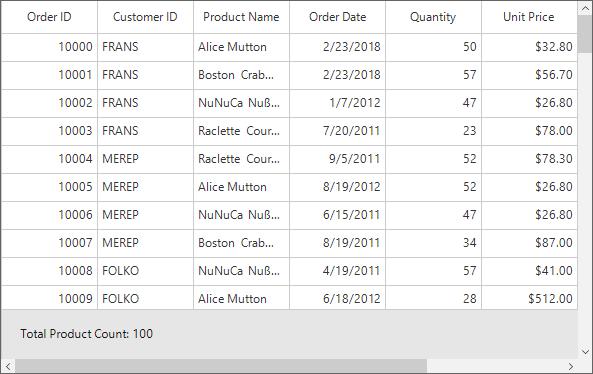 Order ID Customer ID Product Name Order Date Quantity Unit Price
10000 FRANS Alice Mutton 2/23/2018 50 $32.80
10001 FRANS Boston Crab... 2/23/2018 57 $56.70
10002 FRANS NuNuCa Nuß... 1/7/2012 47 $26.80
10003 FRANS Raclette Cour... 7/20/2011 23 $78.00
10004 MEREP Raclette Cour... 9/5/2011 52 $78.30
10005 MEREP Alice Mutton 8/19/2012 52 $26.80
10006 MEREP NuNuCa Nuß... 6/15/2011 47 $26.80
10007 MEREP Boston Crab... 8/19/2011 34 $87.00
10008 FOLKO NuNuCa Nuß... 4/19/2011 57 $41.00
10009 FOLKO Alice Mutton 6/18/2012 28 $512.00
Total Product Count: 100